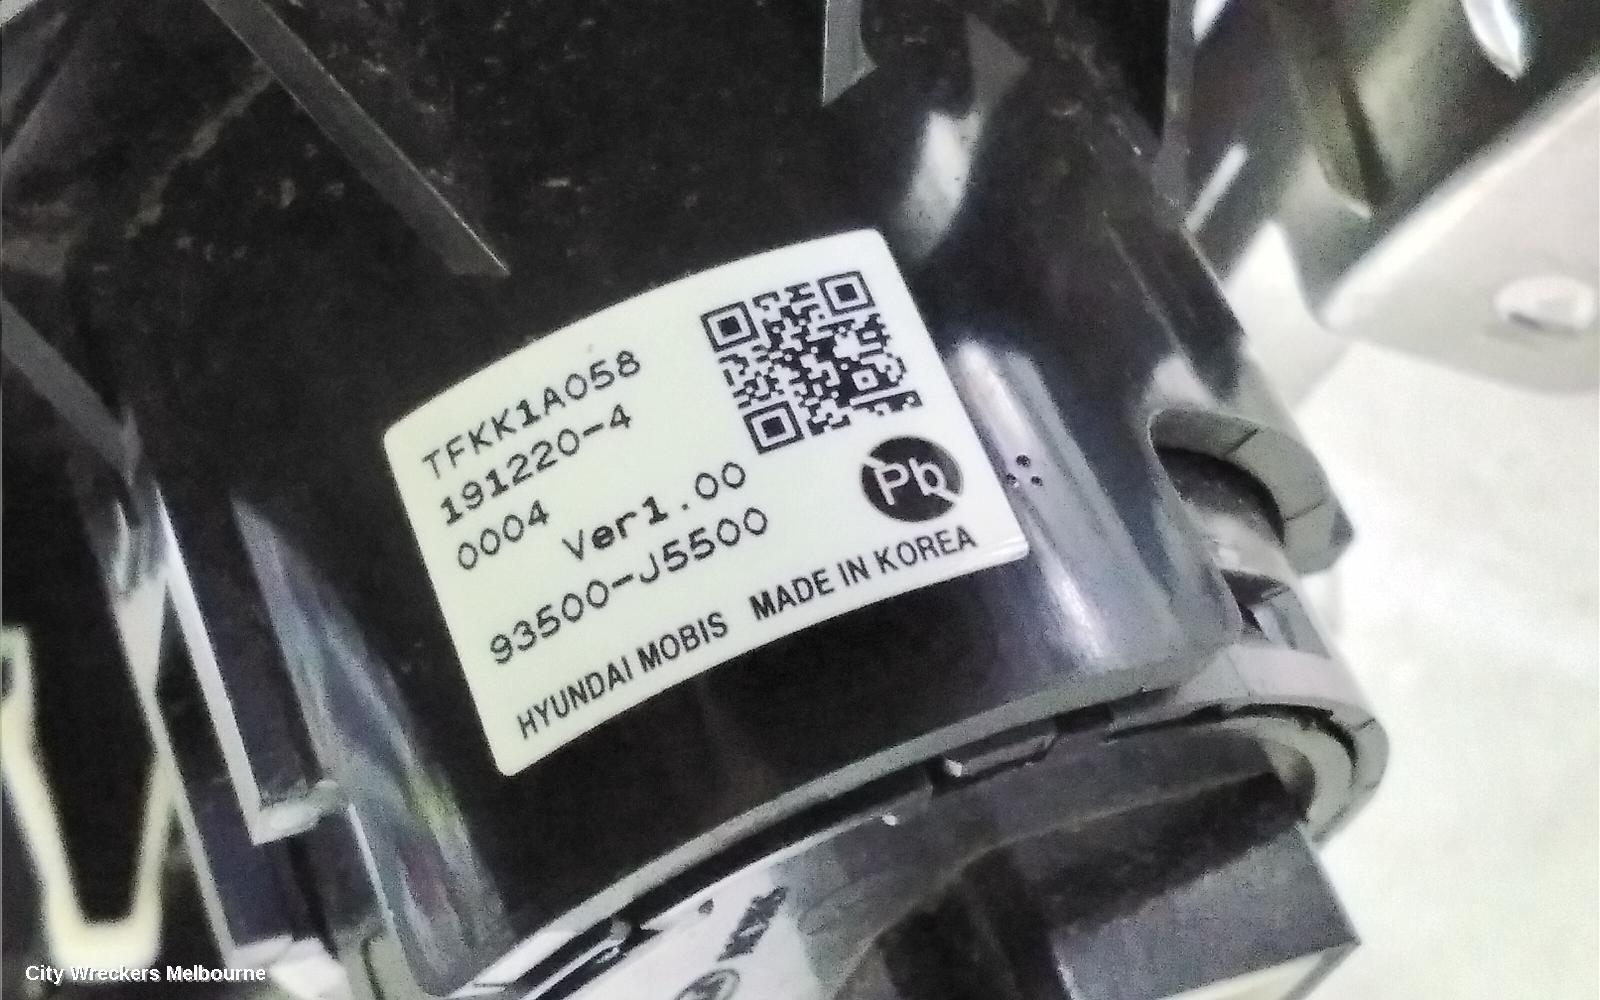 TFKK1A058
191220-4
0004
Ver1.00
93500-J5500
Pb
HYUNDAI MOBIS MADE IN KOREA
City Wreckers Melbourne